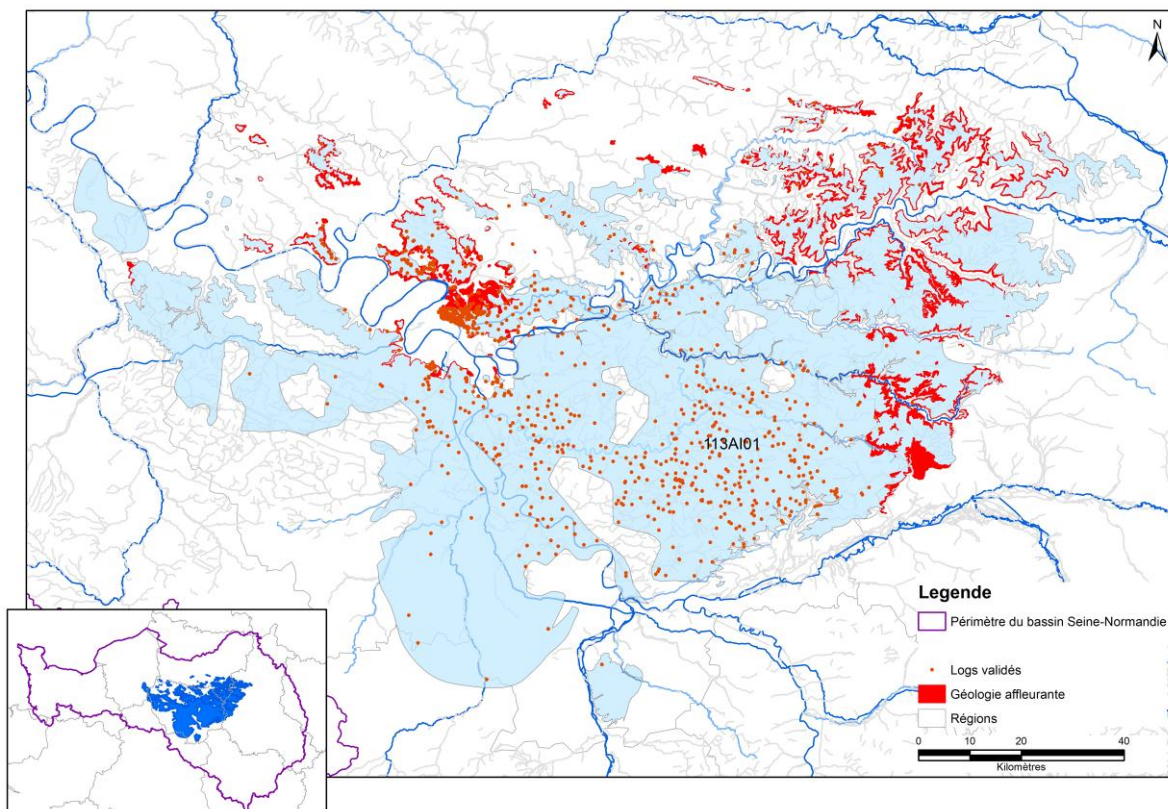 N
113AI01
Legende
Périmètre du bassin Seine-Normandie
Logs validés
Géologie affleurante
Régions
0 10 20 40
Kilomètres